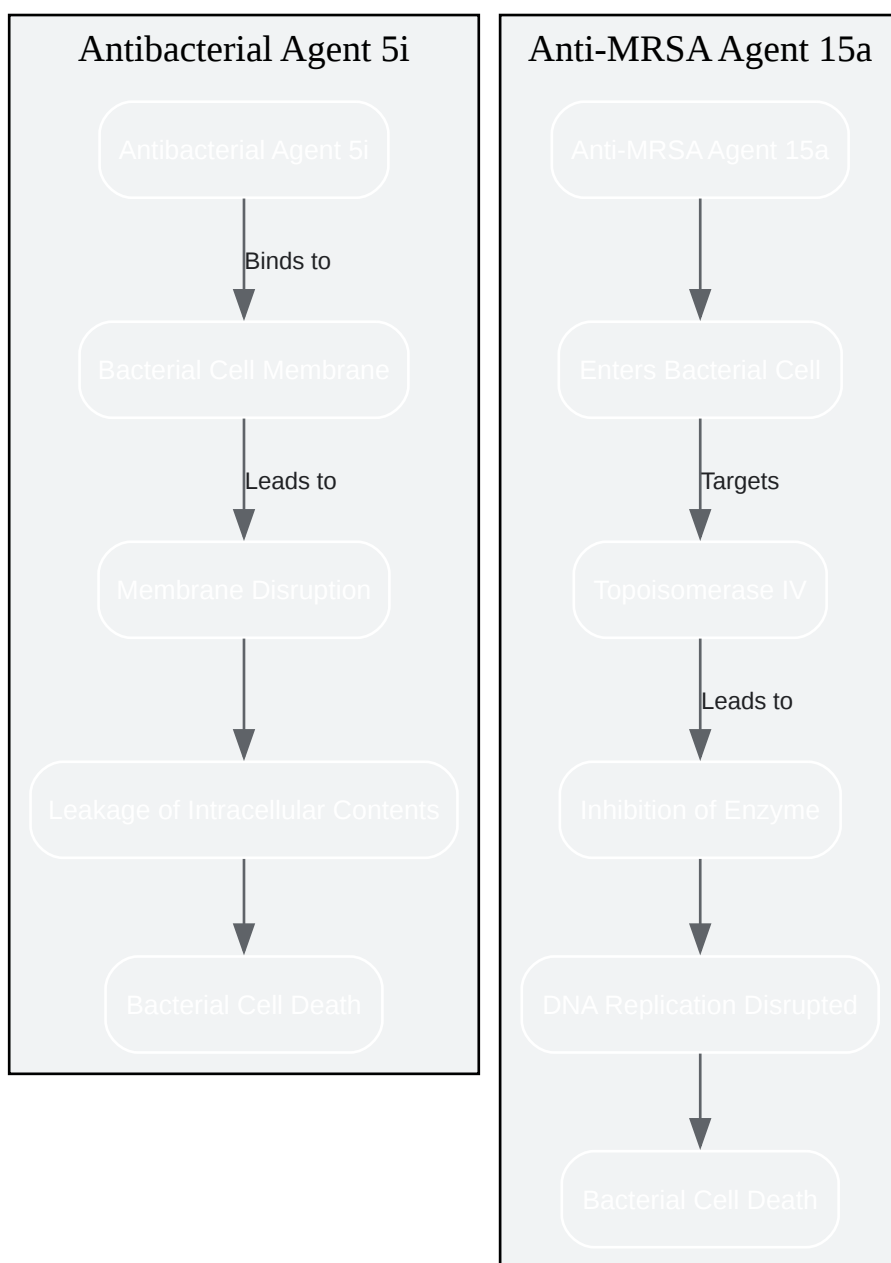 Antibacterial Agent 5i
Antibacterial Agent 5i
Binds to
Bacterial Cell Membrane
Leads to
Membrane Disruption
Leakage of Intracellular Contents
Bacterial Cell Death
Anti-MRSA Agent 15a
Anti-MRSA Agent 15a
Enters Bacterial Cell
Targets
Topoisomerase IV
Leads to
Inhibition of Enzyme
DNA Replication Disrupted
Bacterial Cell Death